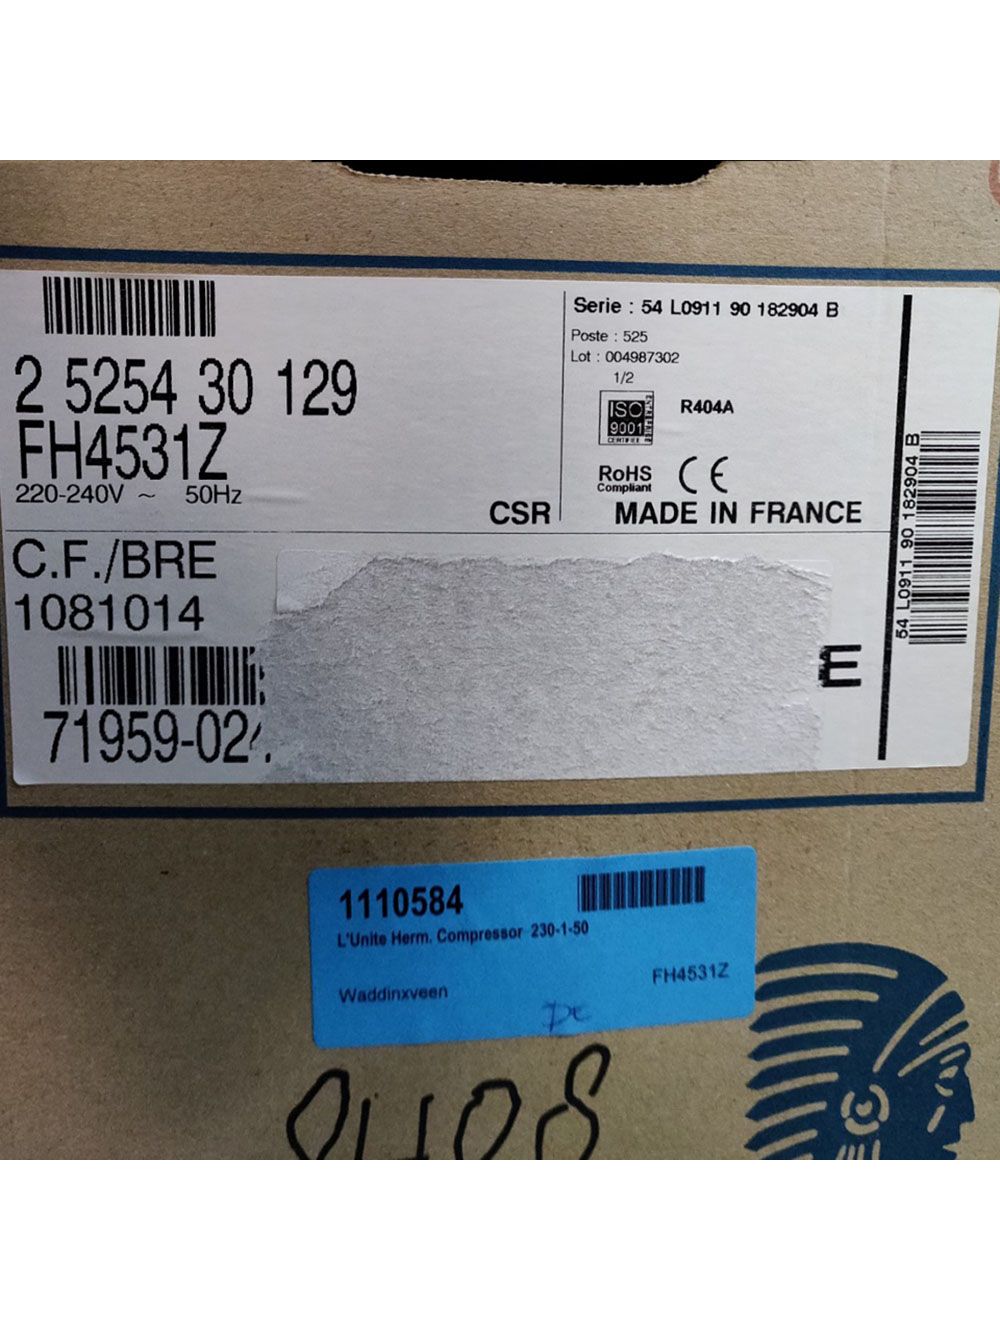 2 5254 30 129
FH4531Z
220-240V ~ 50Hz
CSR
Serie : 54 L0911 90 182904 B
Poste : 525
Lot : 004987302
1/2
ISO
9001
R404A
RoHS
Compliant
CE
MADE IN FRANCE
54 L0911 90 182904 B
C.F./BRE
1081014
71959-02
E
1110584
L'Unite Herm. Compressor 230-1-50
FH4531Z
Waddinxveen